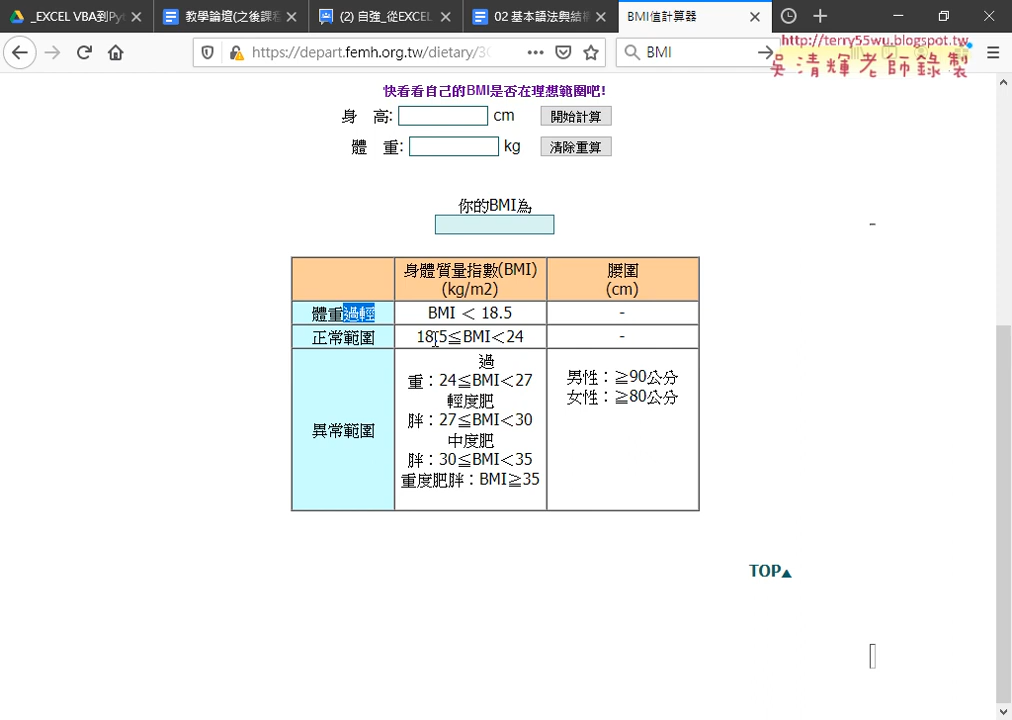 _EXCEL VBA到Pyt
教學論壇(之後課程
(2) 自強_從EXCEL
02 基本語法與結構
BMI值計算器
https://depart.femh.org.tw/dietary/3O
BMI
http://terry55wu.blogspot.tw
吳清輝老師錄製
快看看自己的BMI是否在理想範圍吧!
身 高: cm 開始計算
體 重: kg 清除重算
你的BMI為
身體質量指數(BMI) 腰圍
(kg/m2) (cm)
體重過輕 BMI < 18.5 -
正常範圍 18.5≦BMI<24 -
異常範圍
過
重：24≦BMI<27
輕度肥
胖：27≦BMI<30
中度肥
胖：30≦BMI<35
重度肥胖：BMI≧35
男性：≧90公分
女性：≧80公分
TOP▲